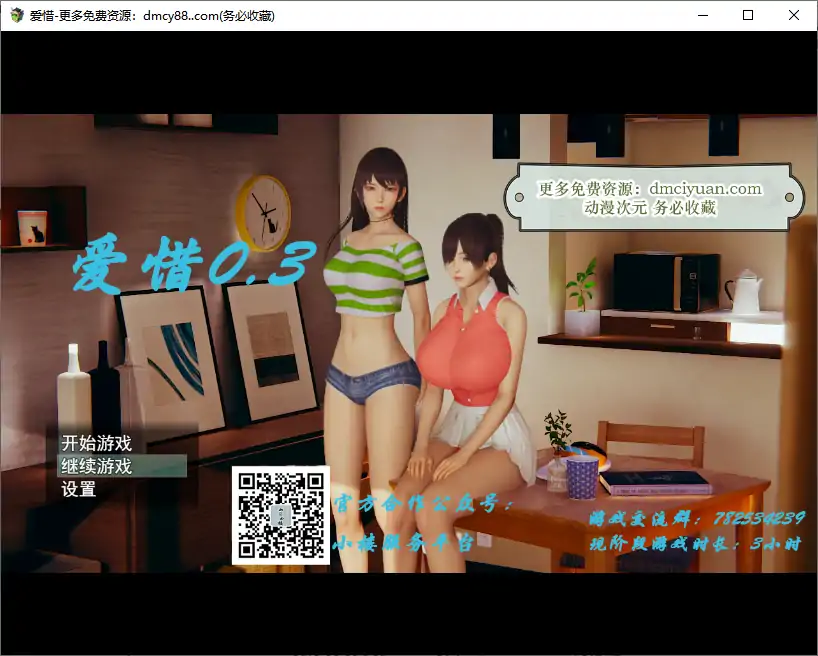 爱惜-更多免费资源：dmcy88..com(务必收藏)
更多免费资源：dmciyuan.com
动漫次元 务必收藏
爱惜0.3
开始游戏
继续游戏
设置
官方合作公众号：
小楼服务平台
游戏交流群：782534239
现阶段游戏时长：3小时